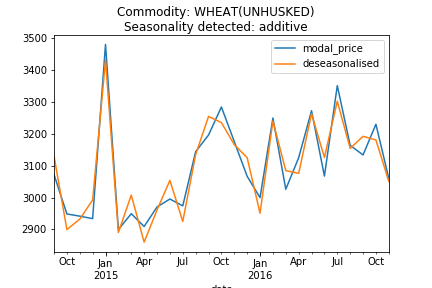 Commodity: WHEAT(UNHUSKED)
Seasonality detected: additive
3500
3400
3300
3200
3100
3000
2900
modal_price
deseasonalised
Oct Jan Apr Jul Oct Jan Apr Jul Oct
2015 2016